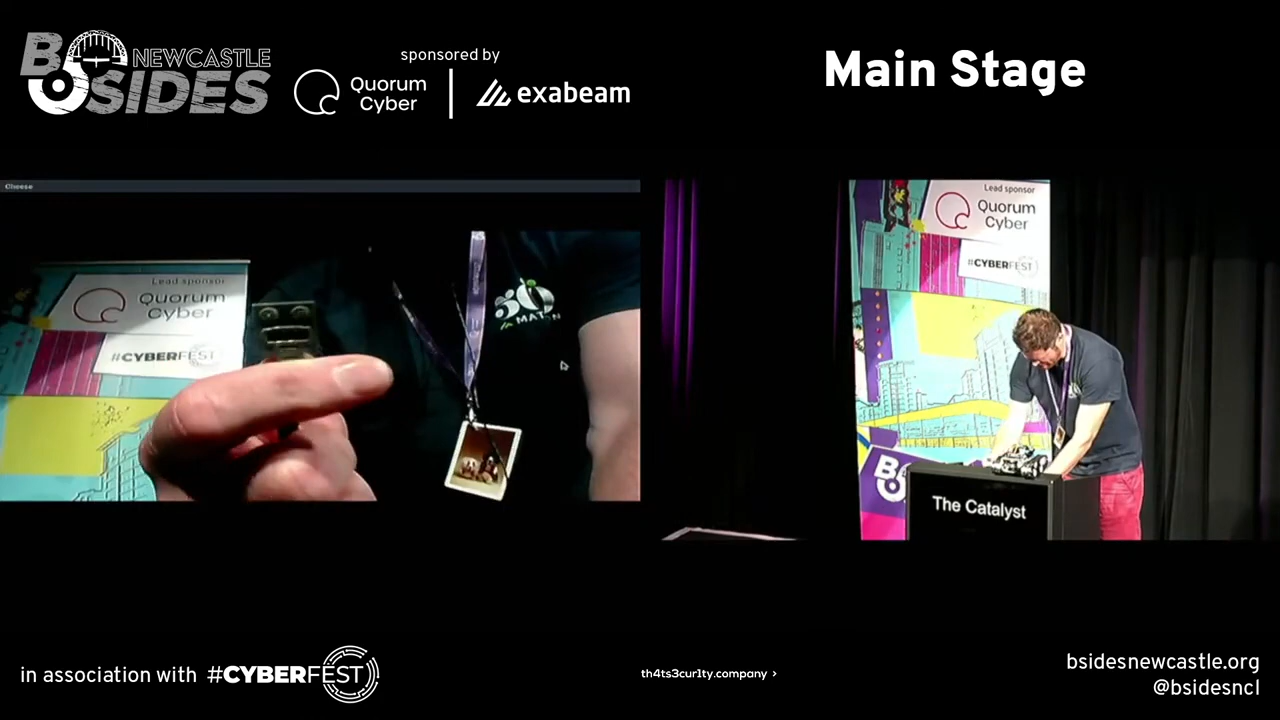 B NEWCASTLE
SIDES
sponsored by
Quorum
Cyber
exabeam
Main Stage
Cheese
Lead sponsor
Quorum
Cyber
#CYBERFEST
Lead sponsor
Quorum
Cyber
#CYBERFEST
The Catalyst
in association with #CYBERFEST
th4ts3cur1ty.company >
bsidesnewcastle.org
@bsidesncl